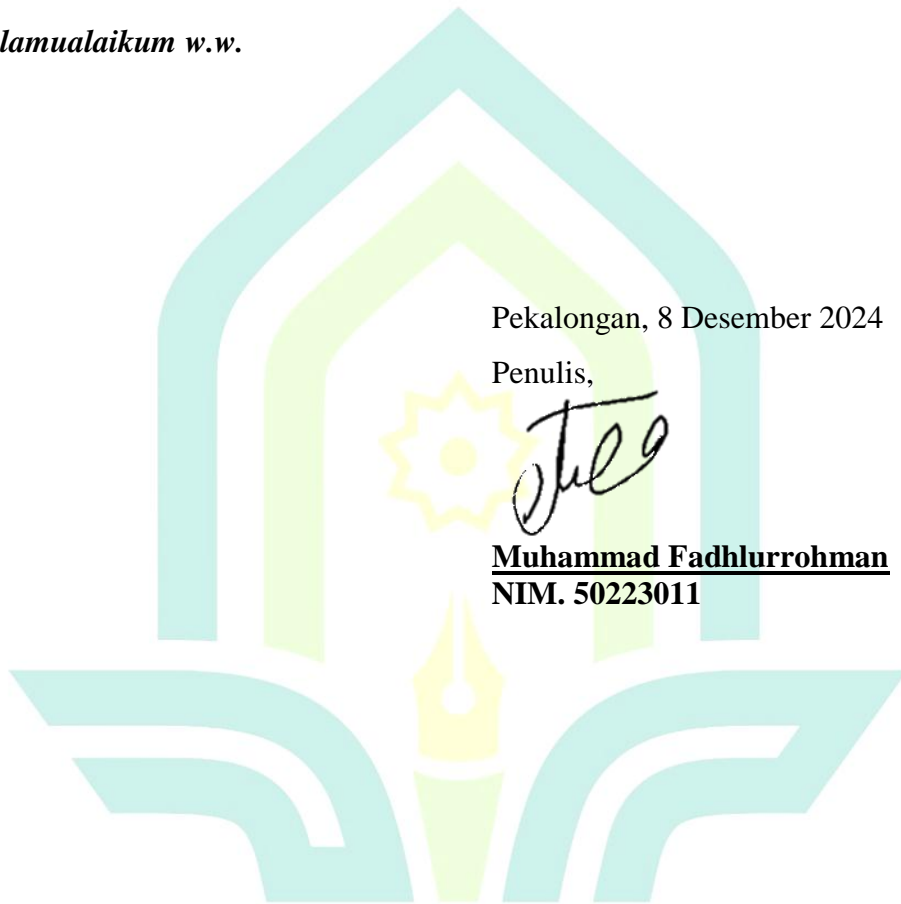 lamualaikum w.w.
Pekalongan, 8 Desember 2024
Penulis,
Muhammad Fadhlurrohman
NIM. 50223011